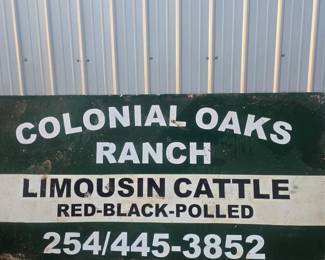 COLONIAL OAKS
RANCH
LIMOUSIN CATTLE
RED-BLACK-POLLED
254/445-3852